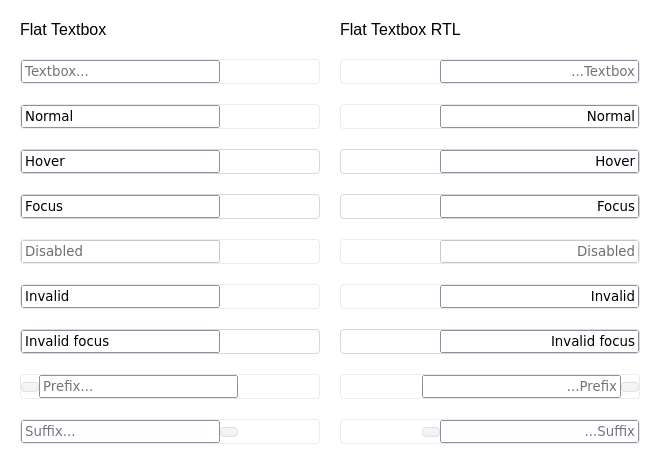 Flat Textbox
Textbox...
Normal
Hover
Focus
Disabled
Invalid
Invalid focus
Prefix...
Suffix...
Flat Textbox RTL
...Textbox
Normal
Hover
Focus
Disabled
Invalid
Invalid focus
...Prefix
...Suffix